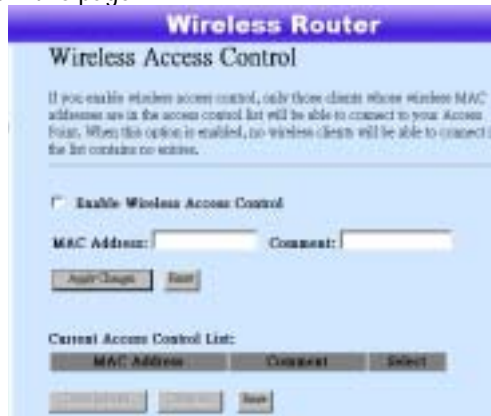 Wireless Router
Wireless Access Control
If you enable wireless access control, only those clients whose wireless MAC
addresses are in the access control list will be able to connect to your Access
Point. When this option is enabled, no wireless clients will be able to connect
the list contains no entries.
Enable Wireless Access Control
MAC Address: Comment:
Apply Changes Reset
Current Access Control List:
MAC Address Comment Select
Reset